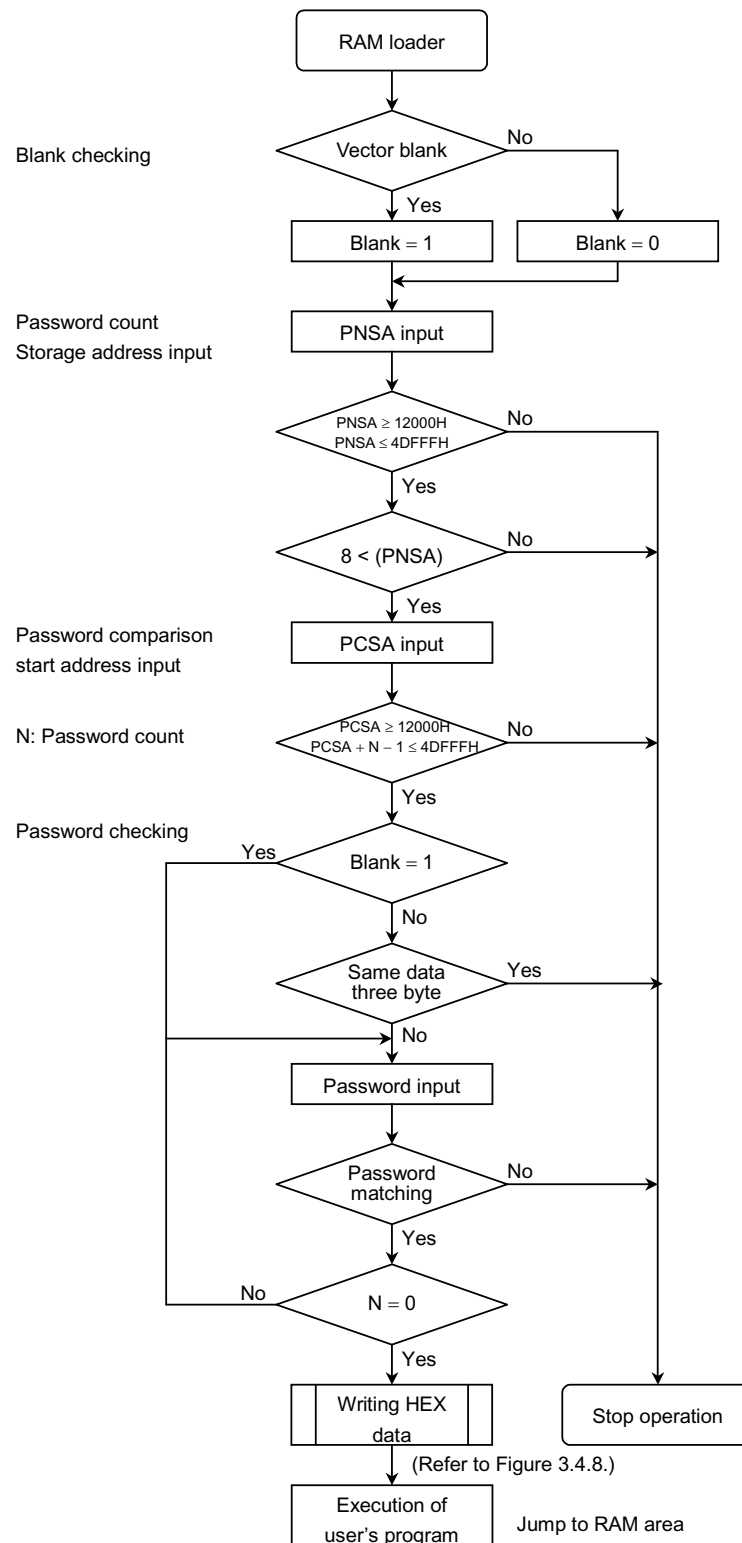 RAM loader
Blank checking
Vector blank
No
Yes
Blank = 1
Blank = 0
Password count
Storage address input
PNSA input
PNSA ≥ 12000H
PNSA ≤ 4DFFFH
No
Yes
8 < (PNSA)
No
Yes
Password comparison
start address input
PCSA input
N: Password count
PCSA ≥ 12000H
PCSA + N − 1 ≤ 4DFFFH
No
Yes
Password checking
Yes
Blank = 1
No
Same data
three byte
Yes
No
Password input
Password
matching
No
Yes
No
N = 0
Yes
Writing HEX
data
Stop operation
(Refer to Figure 3.4.8.)
Execution of
user's program
Jump to RAM area